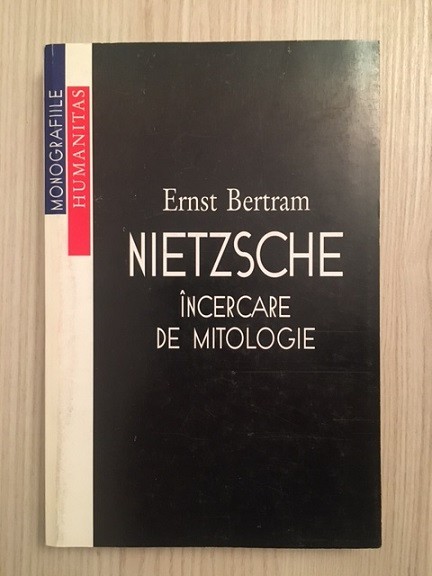 MONOGRAFIILE
HUMANITAS
Ernst Bertram
NIETZSCHE
ÎNCERCARE
DE MITOLOGIE